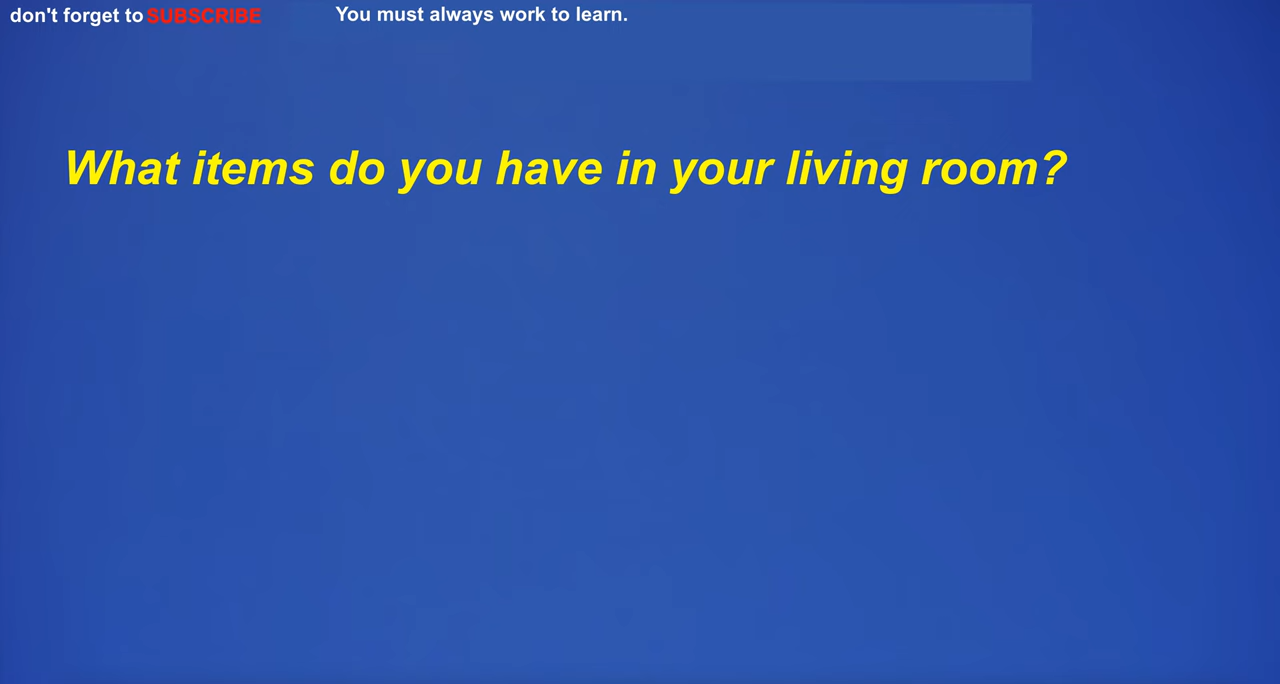 don't forget to SUBSCRIBE
You must always work to learn.
What items do you have in your living room?